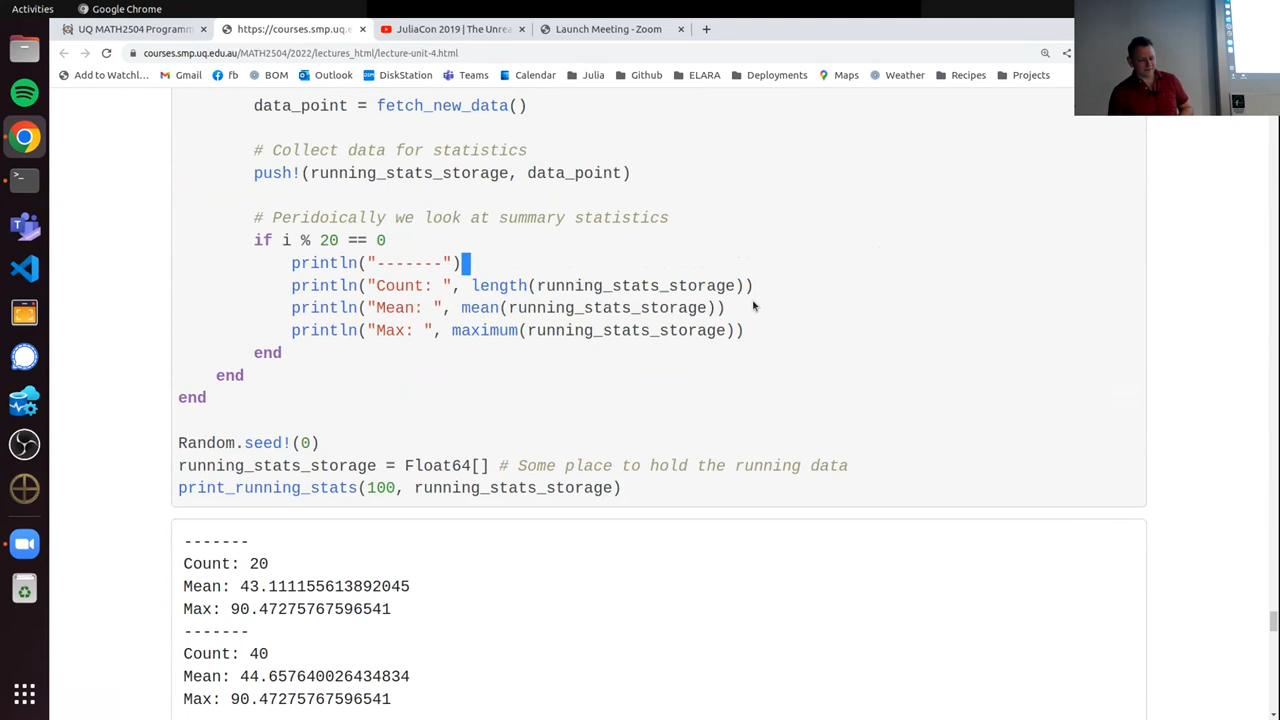 Activities
Google Chrome
UQ MATH2504 Programm
https://courses.smp.uq.e
JuliaCon 2019 | The Unrea
Launch Meeting - Zoom
courses.smp.uq.edu.au/MATH2504/2022/lectures_html/lecture-unit-4.html
Add to Watchl... Gmail fb BOM Outlook DiskStation Teams Calendar Julia Github ELARA Deployments Maps Weather Recipes Projects
data_point = fetch_new_data()
# Collect data for statistics
push!(running_stats_storage, data_point)
# Peridoically we look at summary statistics
if i % 20 == 0
println("-------")
println("Count: ", length(running_stats_storage))
println("Mean: ", mean(running_stats_storage))
println("Max: ", maximum(running_stats_storage))
end
end
end
Random.seed!(0)
running_stats_storage = Float64[] # Some place to hold the running data
print_running_stats(100, running_stats_storage)
-------
Count: 20
Mean: 43.111155613892045
Max: 90.47275767596541
-------
Count: 40
Mean: 44.657640026434834
Max: 90.47275767596541